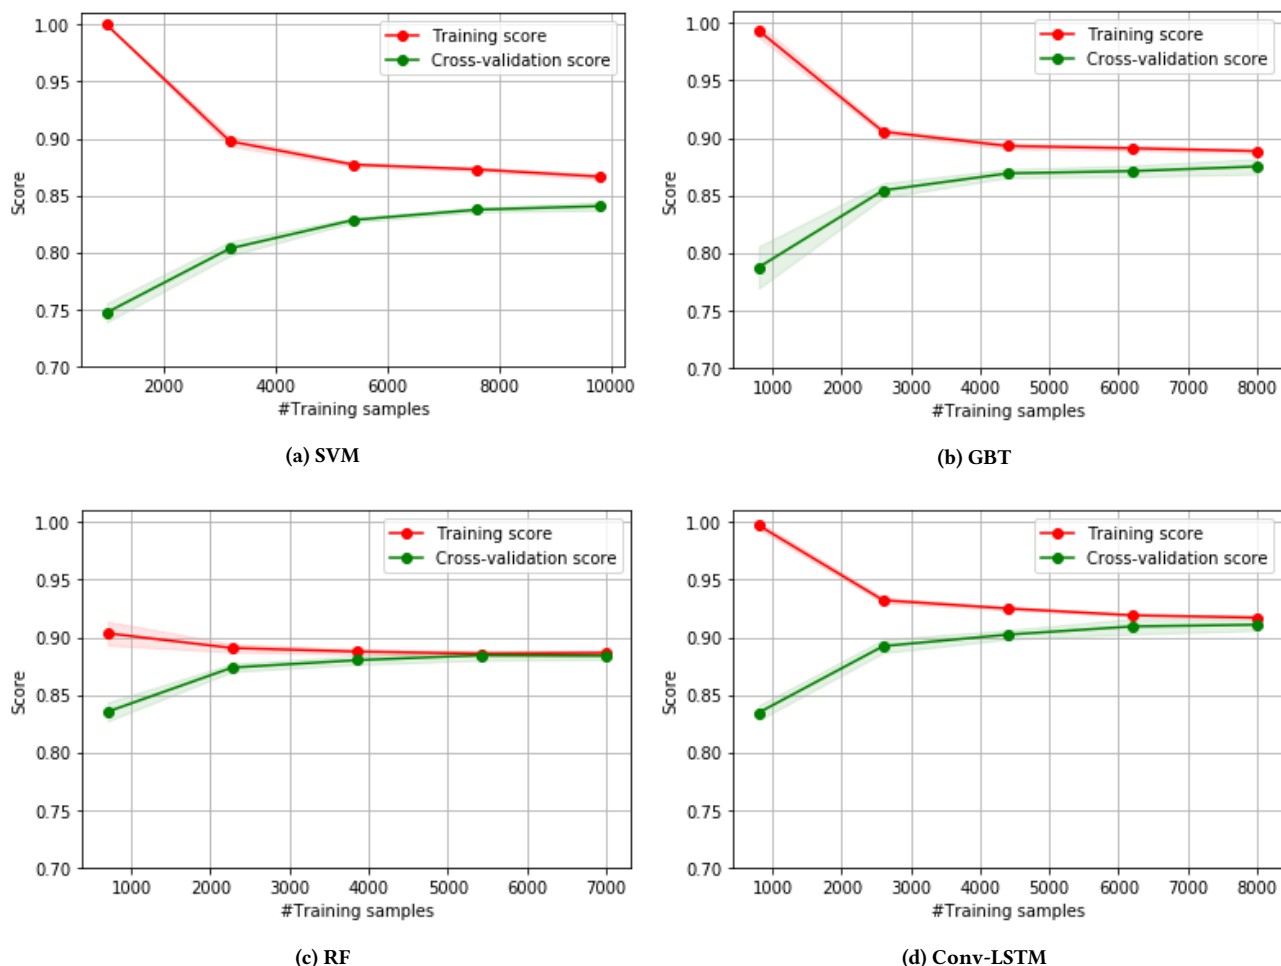 1.00
0.95
0.90
0.85
0.80
0.75
0.70
Score
Training score
Cross-validation score
2000 4000 6000 8000 10000
#Training samples
(a) SVM
1.00
0.95
0.90
0.85
0.80
0.75
0.70
Score
Training score
Cross-validation score
1000 2000 3000 4000 5000 6000 7000 8000
#Training samples
(b) GBT
1.00
0.95
0.90
0.85
0.80
0.75
0.70
Score
Training score
Cross-validation score
1000 2000 3000 4000 5000 6000 7000
#Training samples
(c) RF
1.00
0.95
0.90
0.85
0.80
0.75
0.70
Score
Training score
Cross-validation score
1000 2000 3000 4000 5000 6000 7000 8000
#Training samples
(d) Conv-LSTM